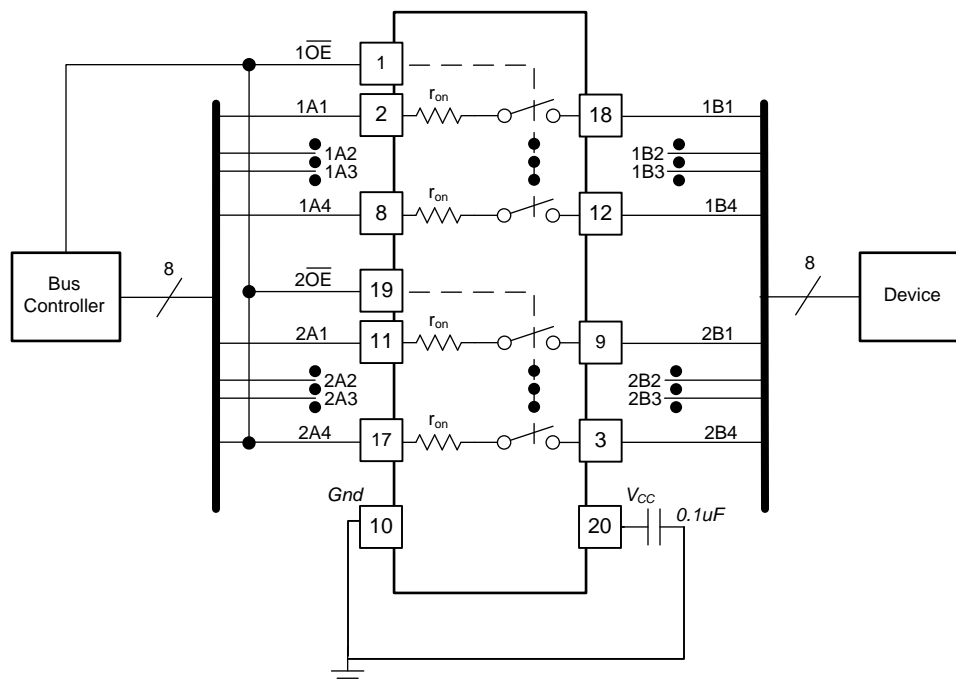 1O̅E̅
1
r_on
1A1
2
18
1B1
1A2
1A3
1B2
1B3
r_on
1A4
8
12
1B4
Bus
Controller
8
2O̅E̅
19
8
Device
r_on
2A1
11
9
2B1
2A2
2A3
2B2
2B3
r_on
2A4
17
3
2B4
Gnd
10
V_CC
20
0.1uF